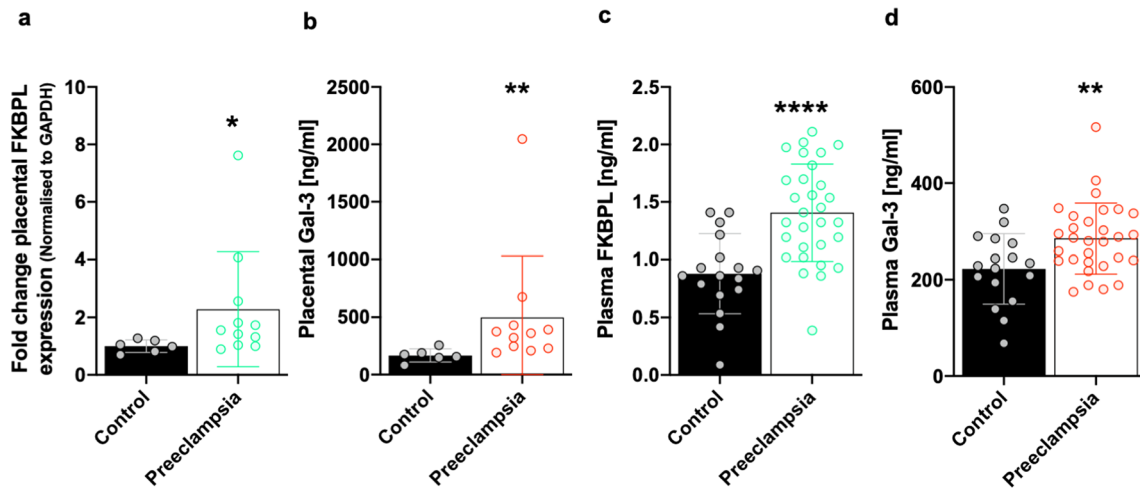 a
Fold change placental FKBPL
expression (Normalised to GAPDH)
10
8
6
4
2
0
*
Control
Preeclampsia
b
Placental Gal-3 [ng/ml]
2500
2000
1500
1000
500
0
**
Control
Preeclampsia
c
Plasma FKBPL [ng/ml]
2.5
2.0
1.5
1.0
0.5
0.0
****
Control
Preeclampsia
d
Plasma Gal-3 [ng/ml]
600
400
200
0
**
Control
Preeclampsia